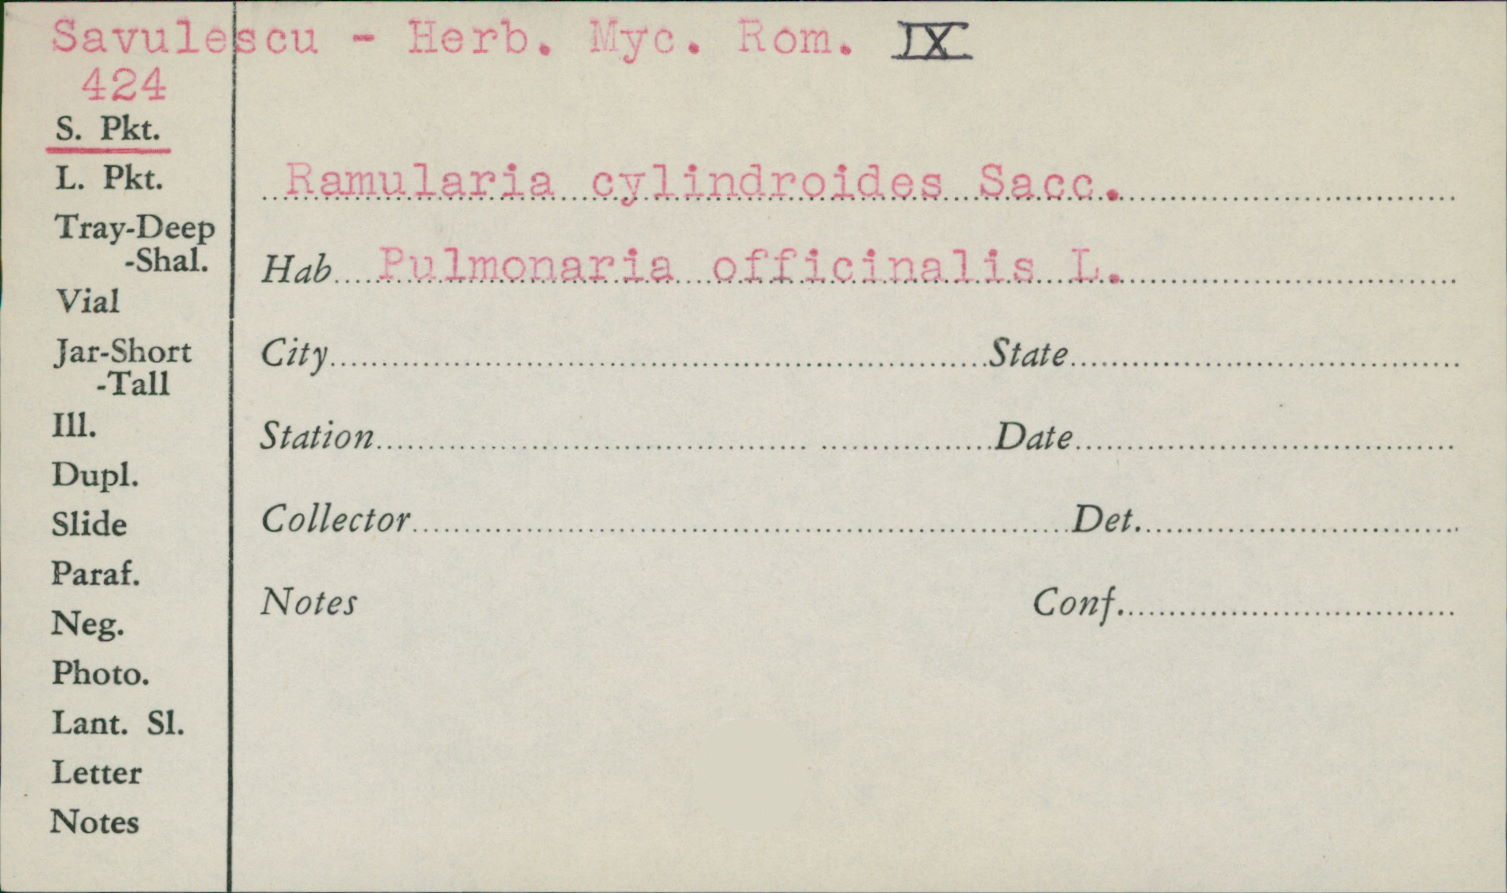 Savulescu - Herb. Myc. Rom. IX
424
S. Pkt.
L. Pkt.
Tray-Deep
-Shal.
Vial
Jar-Short
-Tall
Ill.
Dupl.
Slide
Paraf.
Neg.
Photo.
Lant. Sl.
Letter
Notes
Ramularia cylindroides Sacc.
Hab Pulmonaria officinalis L.
City State
Station Date
Collector Det.
Notes Conf.